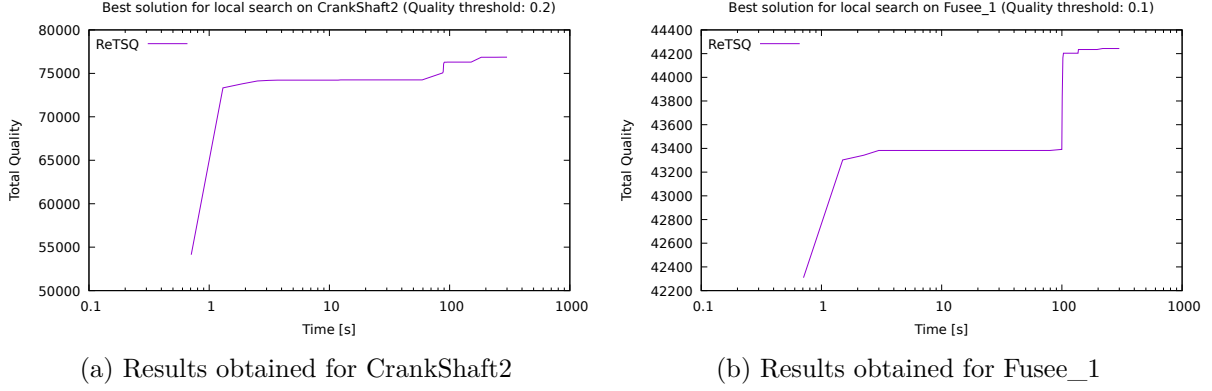 Best solution for local search on CrankShaft2 (Quality threshold: 0.2)
80000
75000
70000
65000
60000
55000
50000
Total Quality
ReTSQ
0.1
1
10
100
1000
Time [s]
(a) Results obtained for CrankShaft2
Best solution for local search on Fusee_1 (Quality threshold: 0.1)
44400
44200
44000
43800
43600
43400
43200
43000
42800
42600
42400
42200
Total Quality
ReTSQ
0.1
1
10
100
1000
Time [s]
(b) Results obtained for Fusee_1